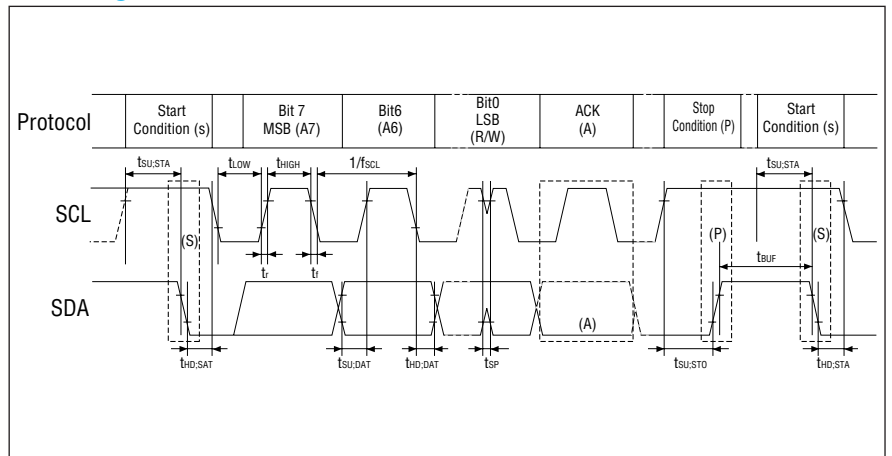 Protocol
Start
Condition (s)
Bit 7
MSB (A7)
Bit6
(A6)
Bit0
LSB
(R/W)
ACK
(A)
Stop
Condition (P)
Start
Condition (s)
tSU;STA
tLOW
tHIGH
1/fSCL
tSU;STA
SCL
(S)
(P)
(S)
tr
tf
tBUF
SDA
(A)
tHD;SAT
tSU;DAT
tHD;DAT
tSP
tSU;STO
tHD;STA